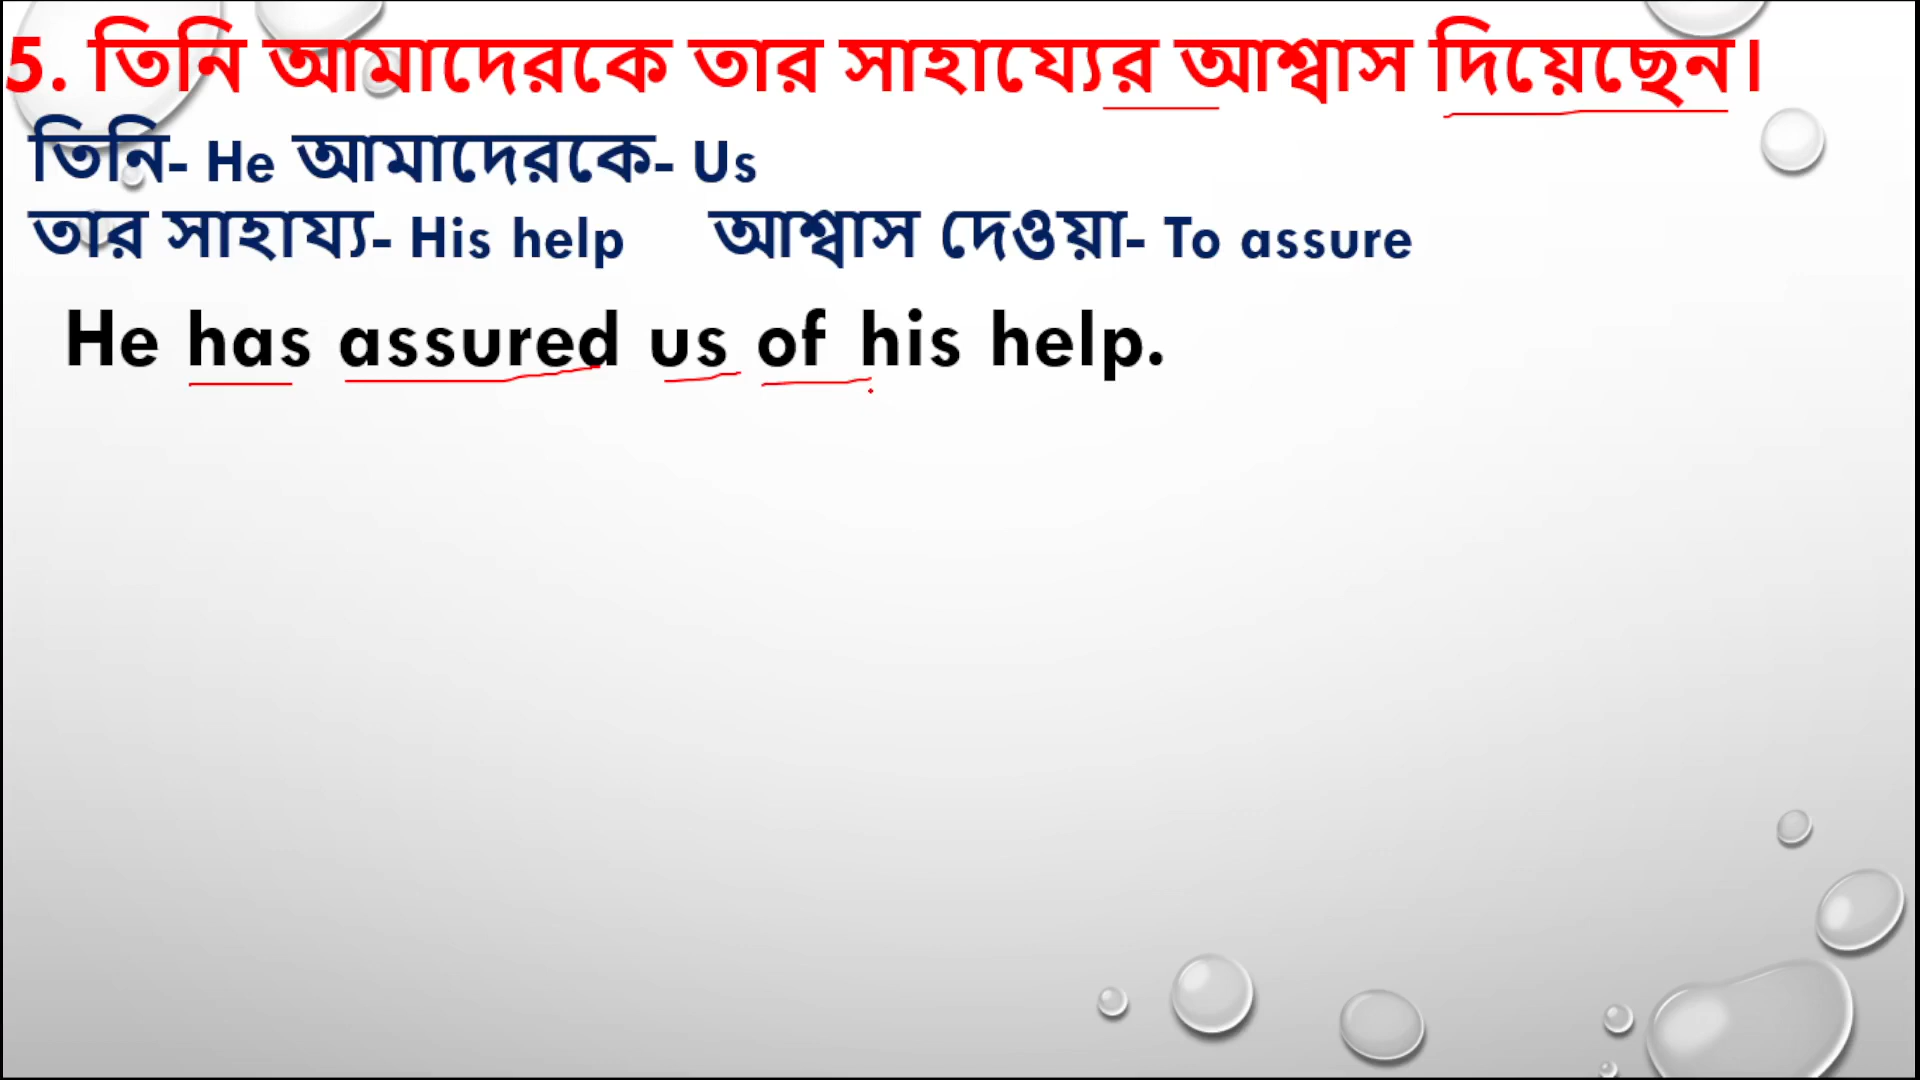 5. তিনি আমাদেরকে তার সাহায্যের আশ্বাস দিয়েছেন।
তিনি- He আমাদেরকে- Us
তার সাহায্য- His help আশ্বাস দেওয়া- To assure
He has assured us of his help.